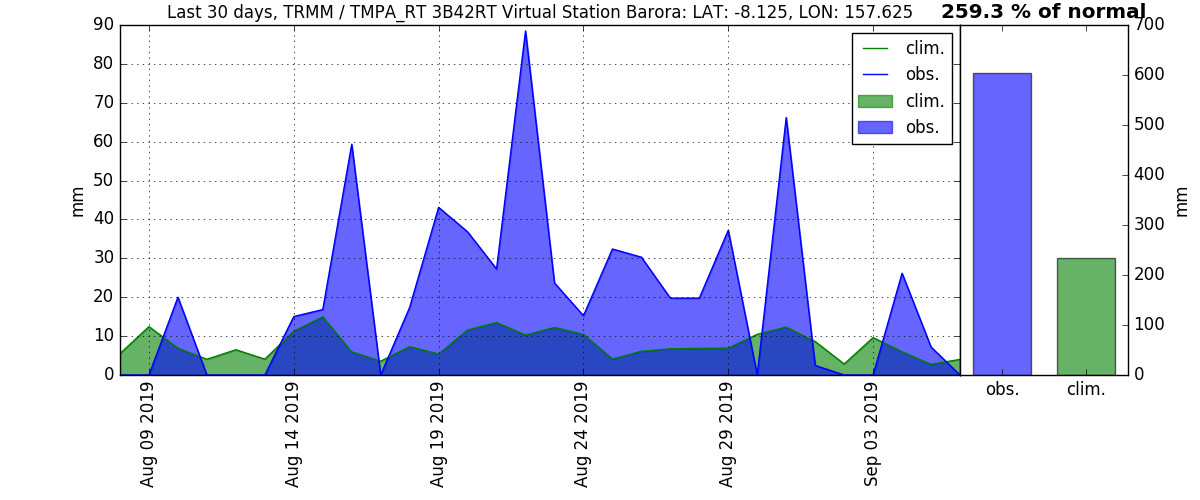 Last 30 days, TRMM / TMPA_RT 3B42RT Virtual Station Barora: LAT: -8.125, LON: 157.625
259.3 % of normal
90
80
70
60
50
40
30
20
10
0
mm
clim.
obs.
clim.
obs.
Aug 09 2019
Aug 14 2019
Aug 19 2019
Aug 24 2019
Aug 29 2019
Sep 03 2019
700
600
500
400
300
200
100
0
mm
obs.
clim.